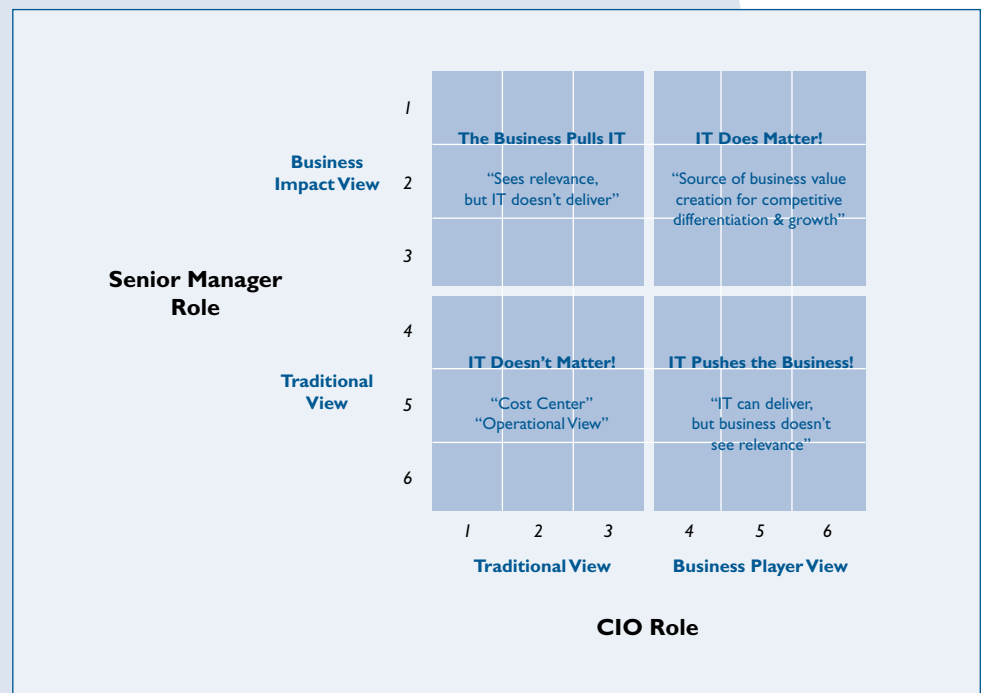 1
The Business Pulls IT
IT Does Matter!
Business
Impact View
2
“Sees relevance,
but IT doesn’t deliver”
“Source of business value
creation for competitive
differentiation & growth”
3
Senior Manager
Role
4
IT Doesn’t Matter!
IT Pushes the Business!
Traditional
View
5
“Cost Center”
“Operational View”
“IT can deliver,
but business doesn’t
see relevance”
6
1 2 3 4 5 6
Traditional View
Business Player View
CIO Role